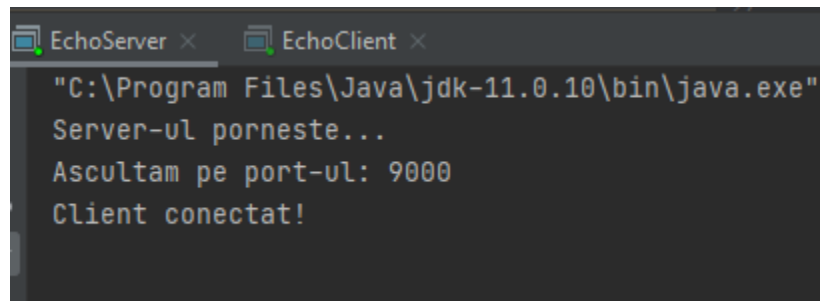 EchoServer × EchoClient ×
"C:\Program Files\Java\jdk-11.0.10\bin\java.exe"
Server-ul porneste...
Ascultam pe port-ul: 9000
Client conectat!